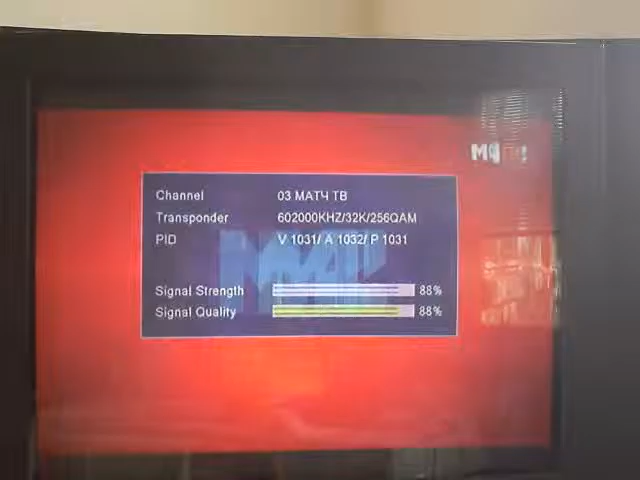 Channel 03 МАТЧ ТВ
Transponder 602000KHZ/32K/256QAM
PID V 1031/ A 1032/ P 1031
Signal Strength 88%
Signal Quality 88%